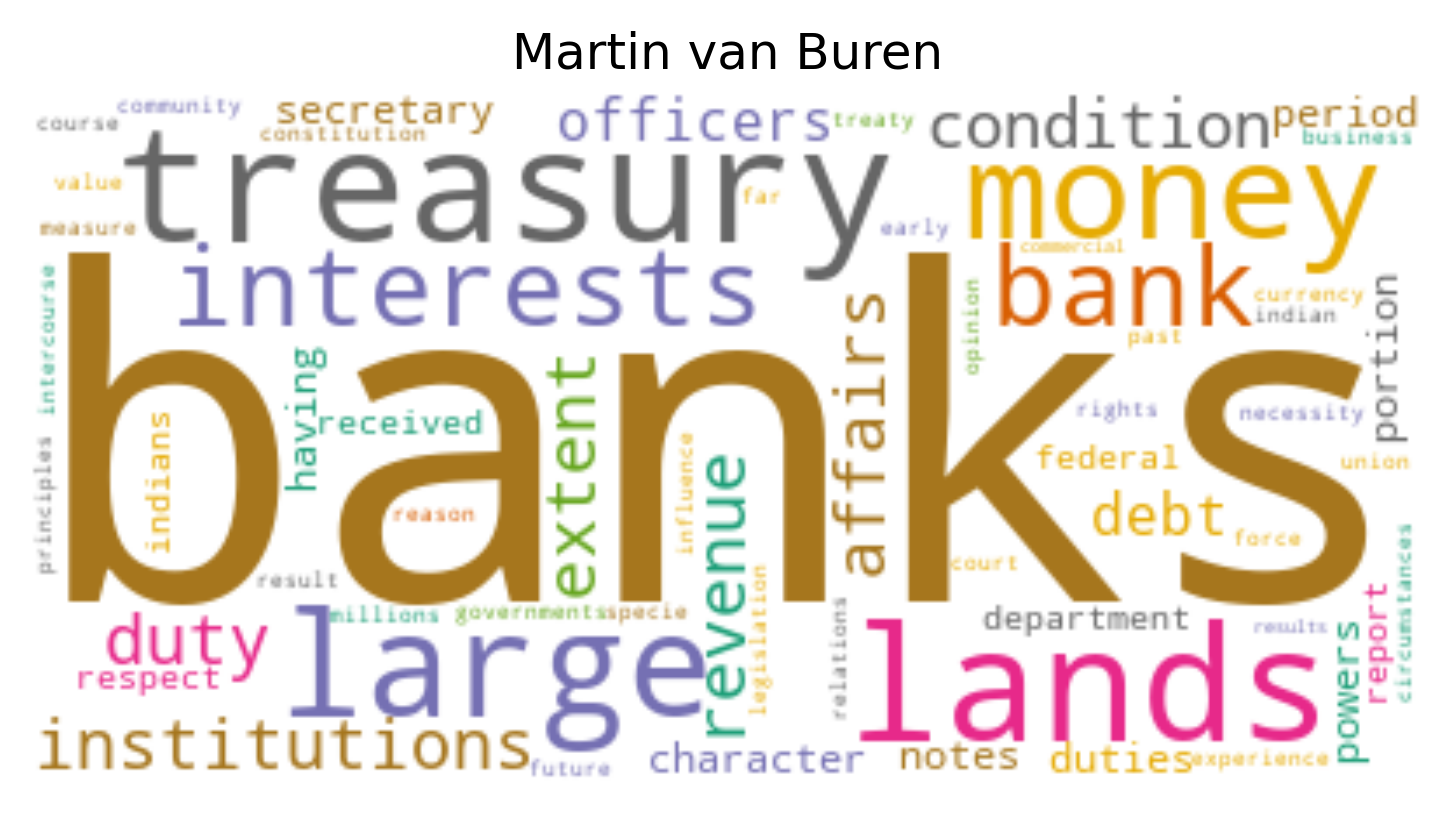 Martin van Buren
course
community
secretary
constitution
officers
treaty
condition
period
business
value
treasury
far
money
measure
early
commercial
interests
bank
currency
indian
past
intercourse
banks
opinion
portion
having
received
extent
affairs
rights
necessity
indians
influence
revenue
federal
union
principles
reason
debt
force
result
court
circumstances
millions
governments
specie
legislation
relations
department
results
powers
report
duty
respect
large
lands
institutions
future
character
notes
duties
experience